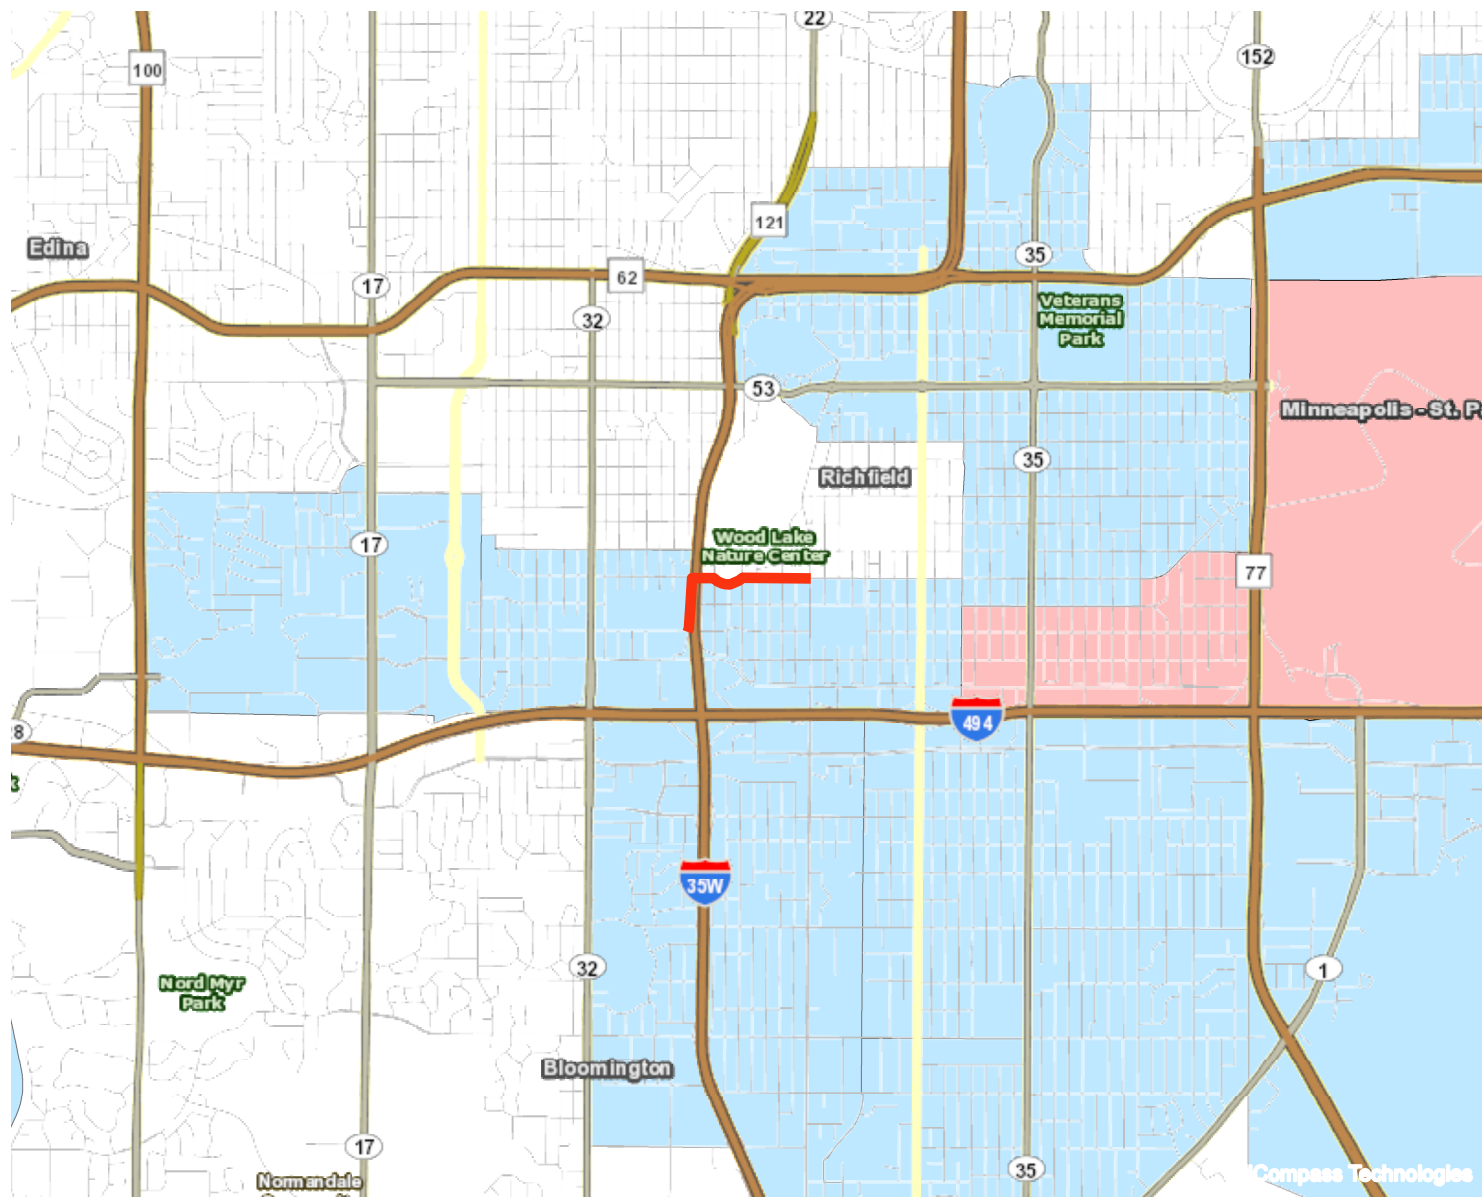 22
152
100
121
Edina
35
62
17
Veterans
Memorial
Park
32
53
Minneapolis - St. P
35
Richfield
17
Wood Lake
Nature Center
77
494
8
35W
32
1
Nord Myr
Park
Bloomington
17
35
Normandale
Compass Technologies